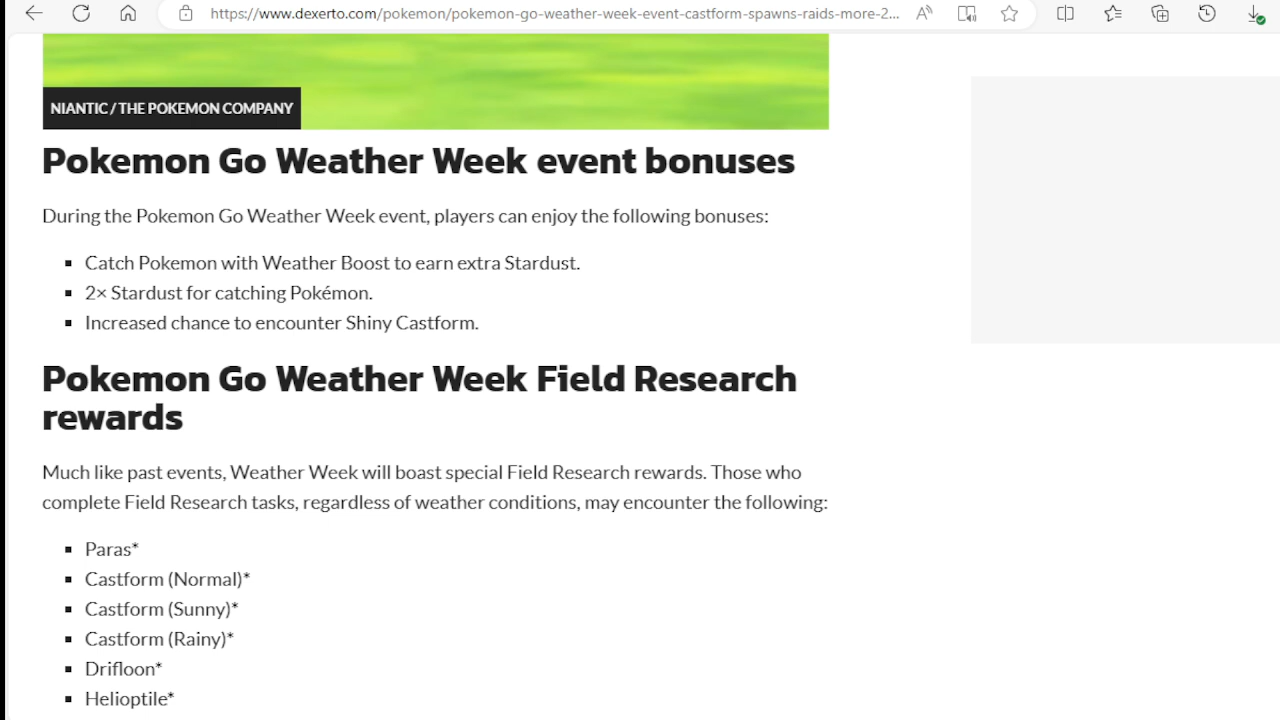 https://www.dexerto.com/pokemon/pokemon-go-weather-week-event-castform-spawns-raids-more-2...
NIANTIC / THE POKEMON COMPANY
Pokemon Go Weather Week event bonuses
During the Pokemon Go Weather Week event, players can enjoy the following bonuses:
▪ Catch Pokemon with Weather Boost to earn extra Stardust.
▪ 2× Stardust for catching Pokémon.
▪ Increased chance to encounter Shiny Castform.
Pokemon Go Weather Week Field Research
rewards
Much like past events, Weather Week will boast special Field Research rewards. Those who
complete Field Research tasks, regardless of weather conditions, may encounter the following:
▪ Paras*
▪ Castform (Normal)*
▪ Castform (Sunny)*
▪ Castform (Rainy)*
▪ Drifloon*
▪ Helioptile*